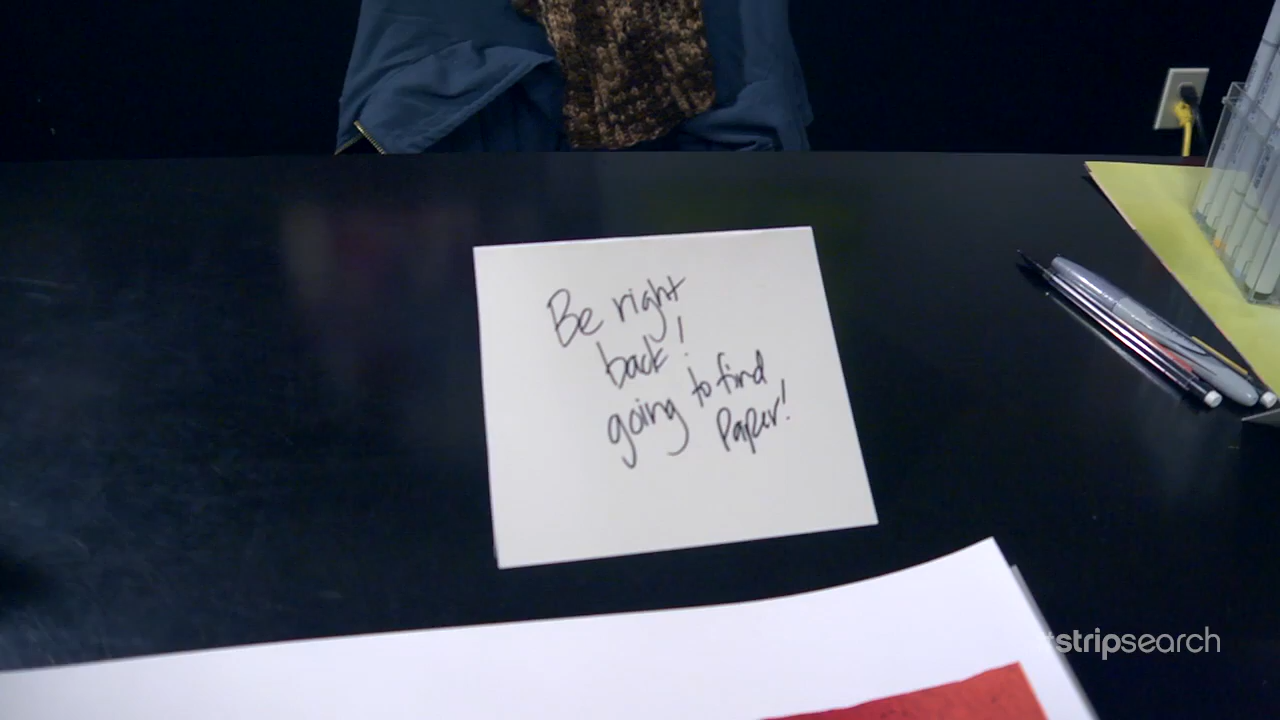 Be right
back!
going to find
Paper!
stripsearch